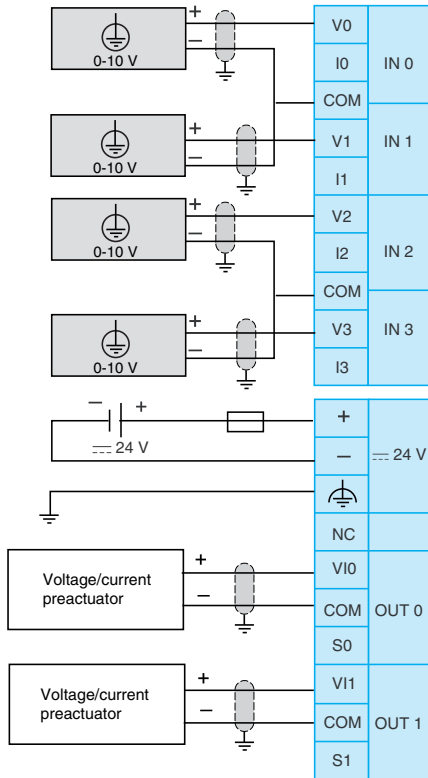 +
V0
I0
IN 0
–
0-10 V
COM
+
V1
IN 1
–
0-10 V
I1
+
V2
–
I2
IN 2
0-10 V
COM
+
V3
IN 3
–
0-10 V
I3
– +
+
24 V
–
24 V
NC
+
VI0
Voltage/current
preactuator
–
COM
OUT 0
S0
+
VI1
Voltage/current
preactuator
–
COM
OUT 1
S1